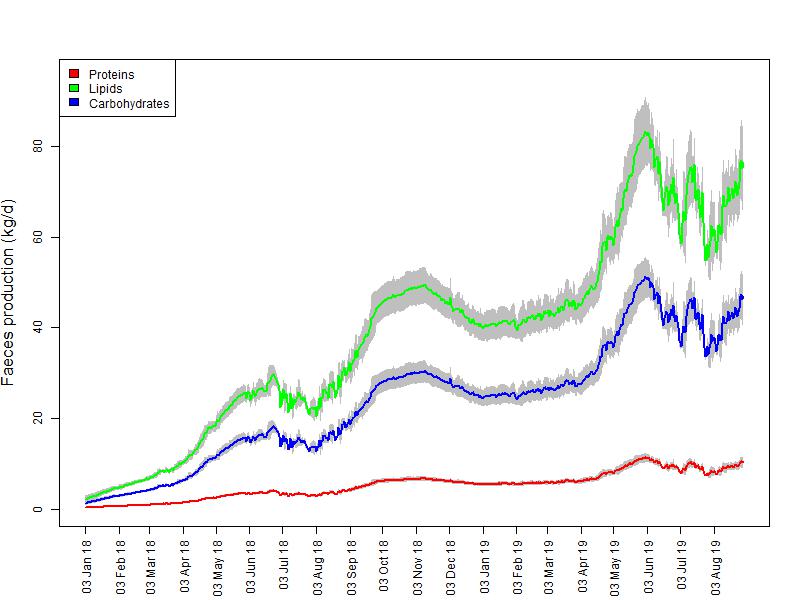 Proteins
Lipids
Carbohydrates
Faeces production (kg/d)
80
60
40
20
0
03 Jan 18
03 Feb 18
03 Mar 18
03 Apr 18
03 May 18
03 Jun 18
03 Jul 18
03 Aug 18
03 Sep 18
03 Oct 18
03 Nov 18
03 Dec 18
03 Jan 19
03 Feb 19
03 Mar 19
03 Apr 19
03 May 19
03 Jun 19
03 Jul 19
03 Aug 19